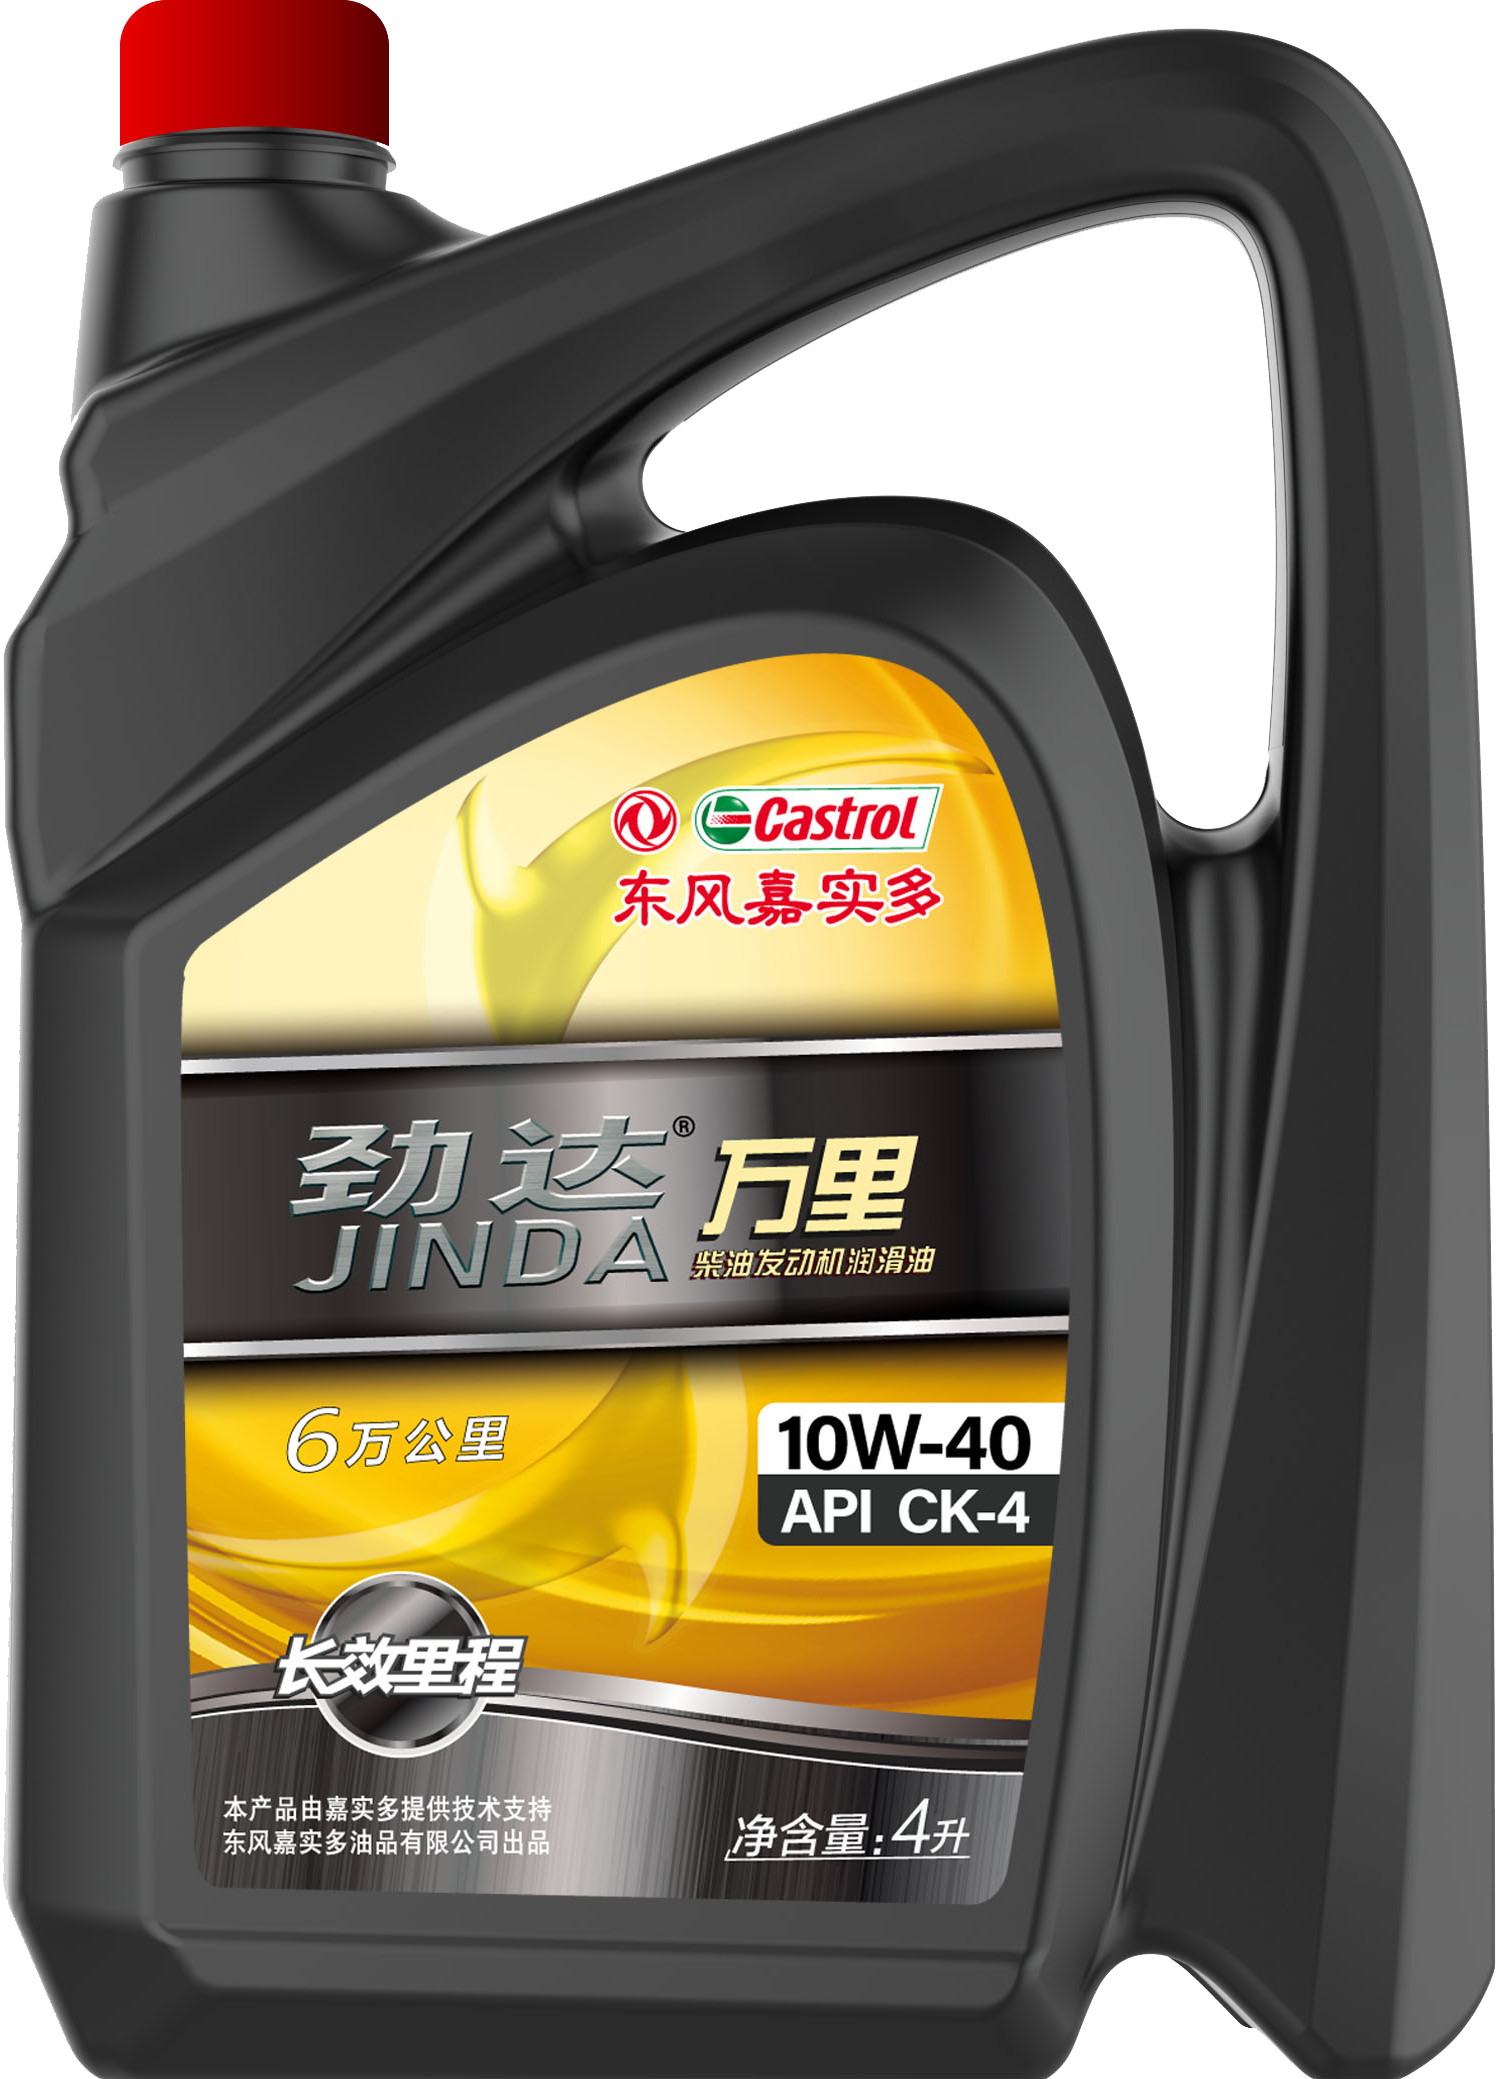 Castrol
东风嘉实多
劲达®
JINDA
万里
柴油发动机润滑油
6万公里
10W-40
API CK-4
长效里程
本产品由嘉实多提供技术支持
东风嘉实多油品有限公司出品
净含量:4升